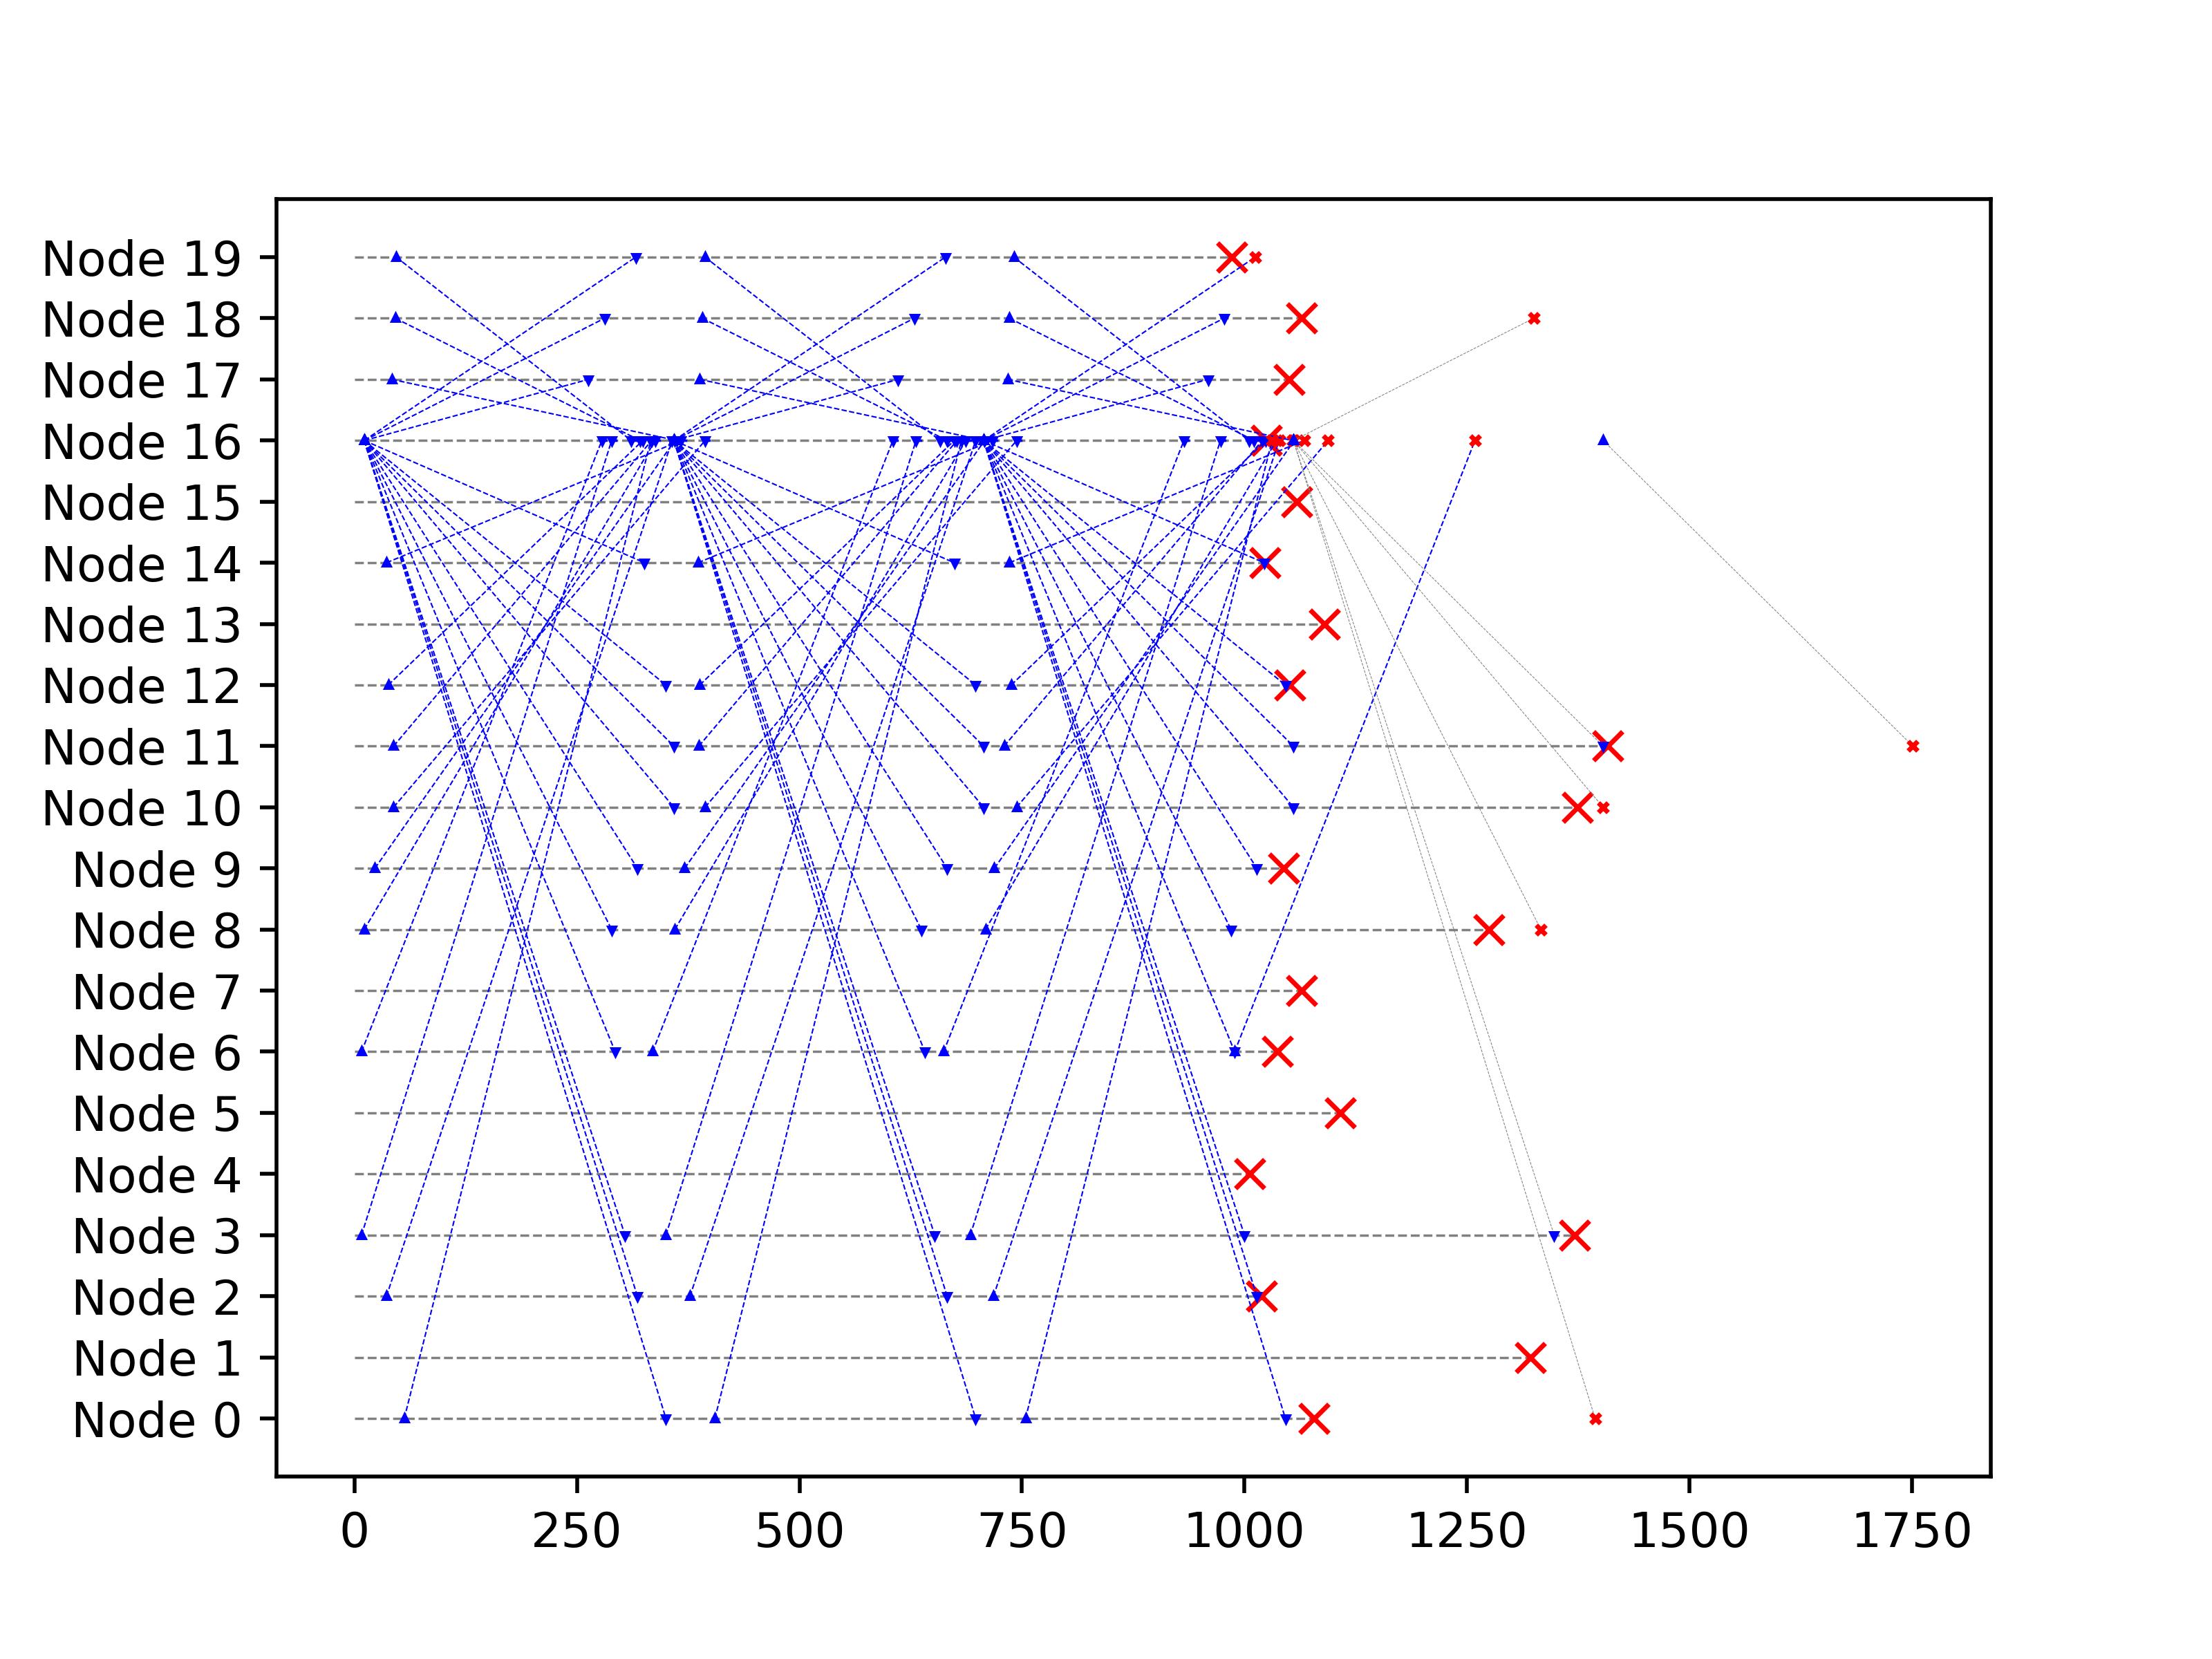 Node 19
Node 18
Node 17
Node 16
Node 15
Node 14
Node 13
Node 12
Node 11
Node 10
Node 9
Node 8
Node 7
Node 6
Node 5
Node 4
Node 3
Node 2
Node 1
Node 0
0 250 500 750 1000 1250 1500 1750